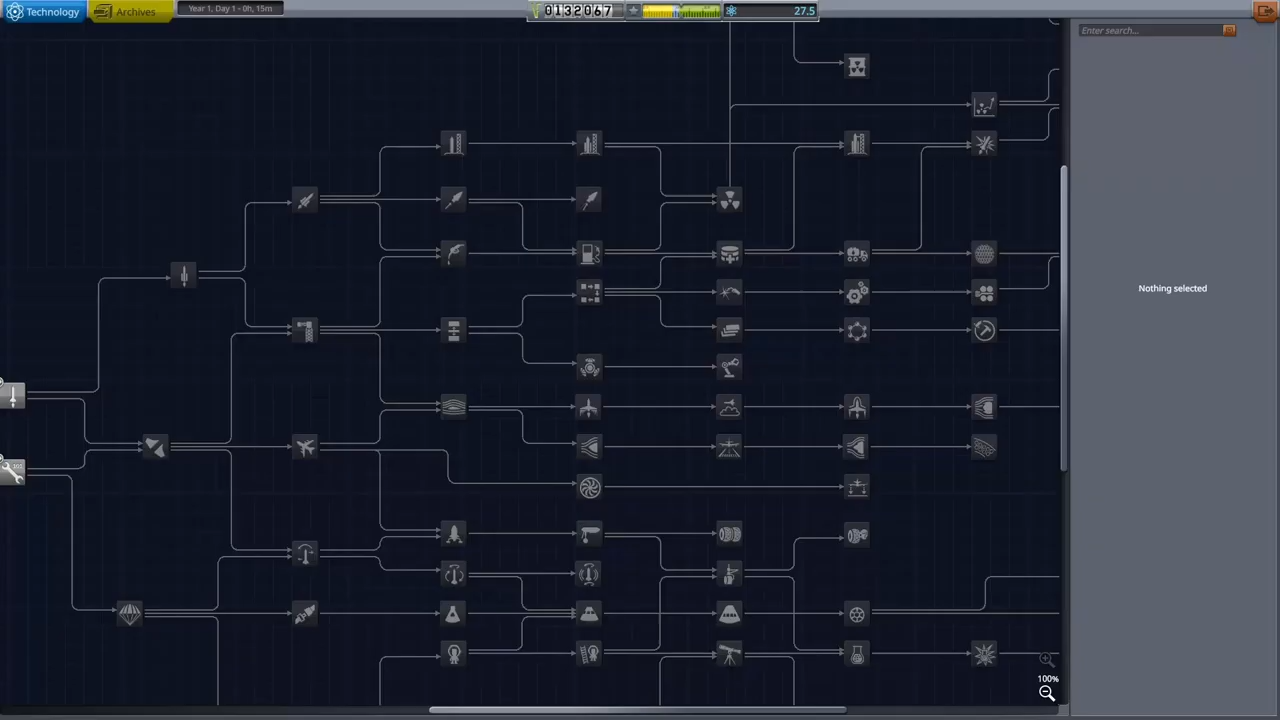 Technology
Archives
Year 1, Day 1 - 0h, 15m
0132067
27.5
Enter search...
Nothing selected
100%